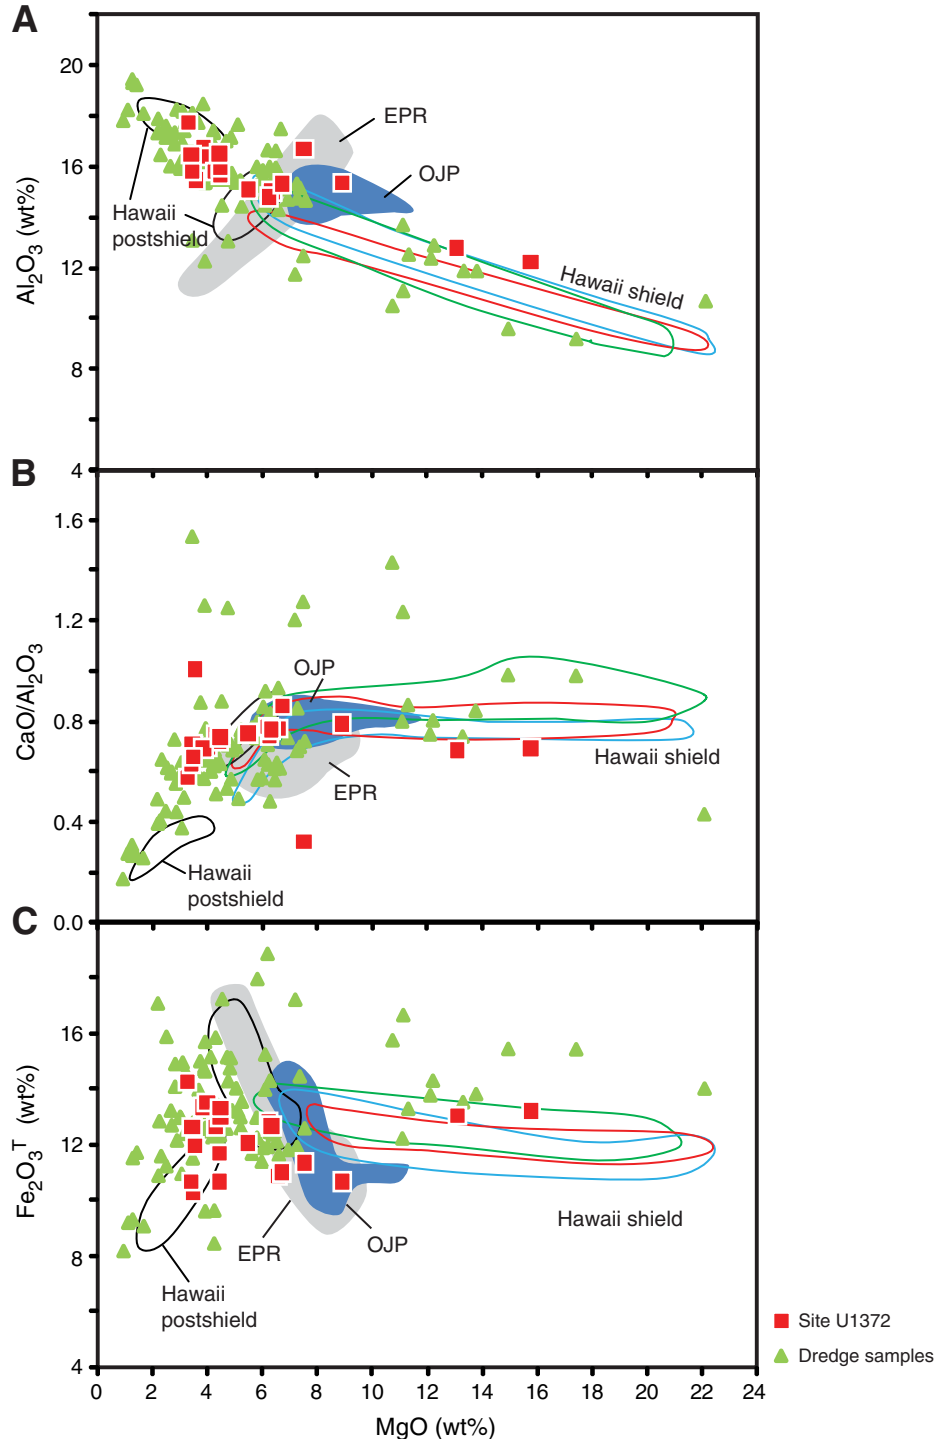 A
20
16
12
8
4
Al2O3 (wt%)
EPR
OJP
Hawaii
postshield
Hawaii shield
B
1.6
1.2
0.8
0.4
0.0
CaO/Al2O3
OJP
EPR
Hawaii shield
Hawaii
postshield
C
16
12
8
4
Fe2O3T (wt%)
EPR
OJP
Hawaii shield
Hawaii
postshield
0 2 4 6 8 10 12 14 16 18 20 22 24
MgO (wt%)
Site U1372
Dredge samples